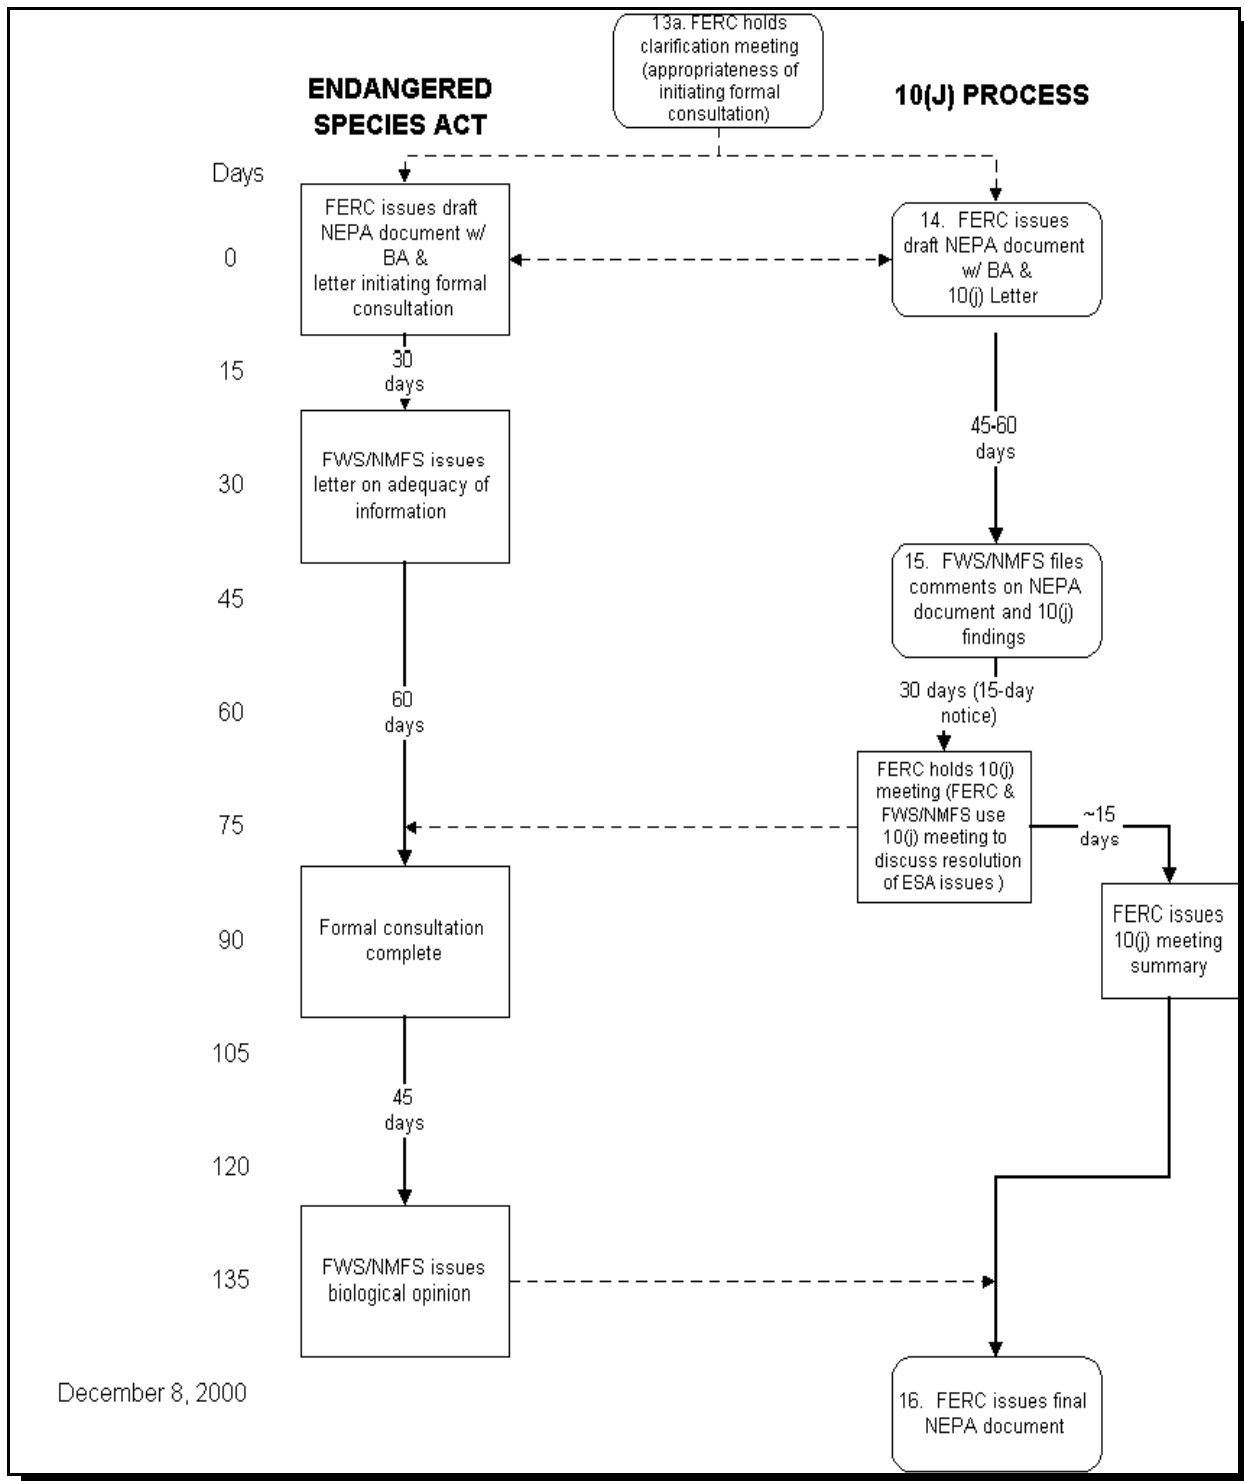 13a. FERC holds
clarification meeting
(appropriateness of
initiating formal
consultation)
ENDANGERED
SPECIES ACT
10(J) PROCESS
Days
FERC issues draft
NEPA document w/
BA &
letter initiating formal
consultation
14. FERC issues
draft NEPA document
w/ BA &
10(j) Letter
0
30
days
15
45-60
days
FWS/NMFS issues
letter on adequacy of
information
30
15. FWS/NMFS files
comments on NEPA
document and 10(j)
findings
45
30 days (15-day
notice)
60
days
60
FERC holds 10(j)
meeting (FERC &
FWS/NMFS use
10(j) meeting to
discuss resolution
of ESA issues )
~15
days
75
Formal consultation
complete
90
FERC issues
10(j) meeting
summary
105
45
days
120
FWS/NMFS issues
biological opinion
135
December 8, 2000
16. FERC issues final
NEPA document